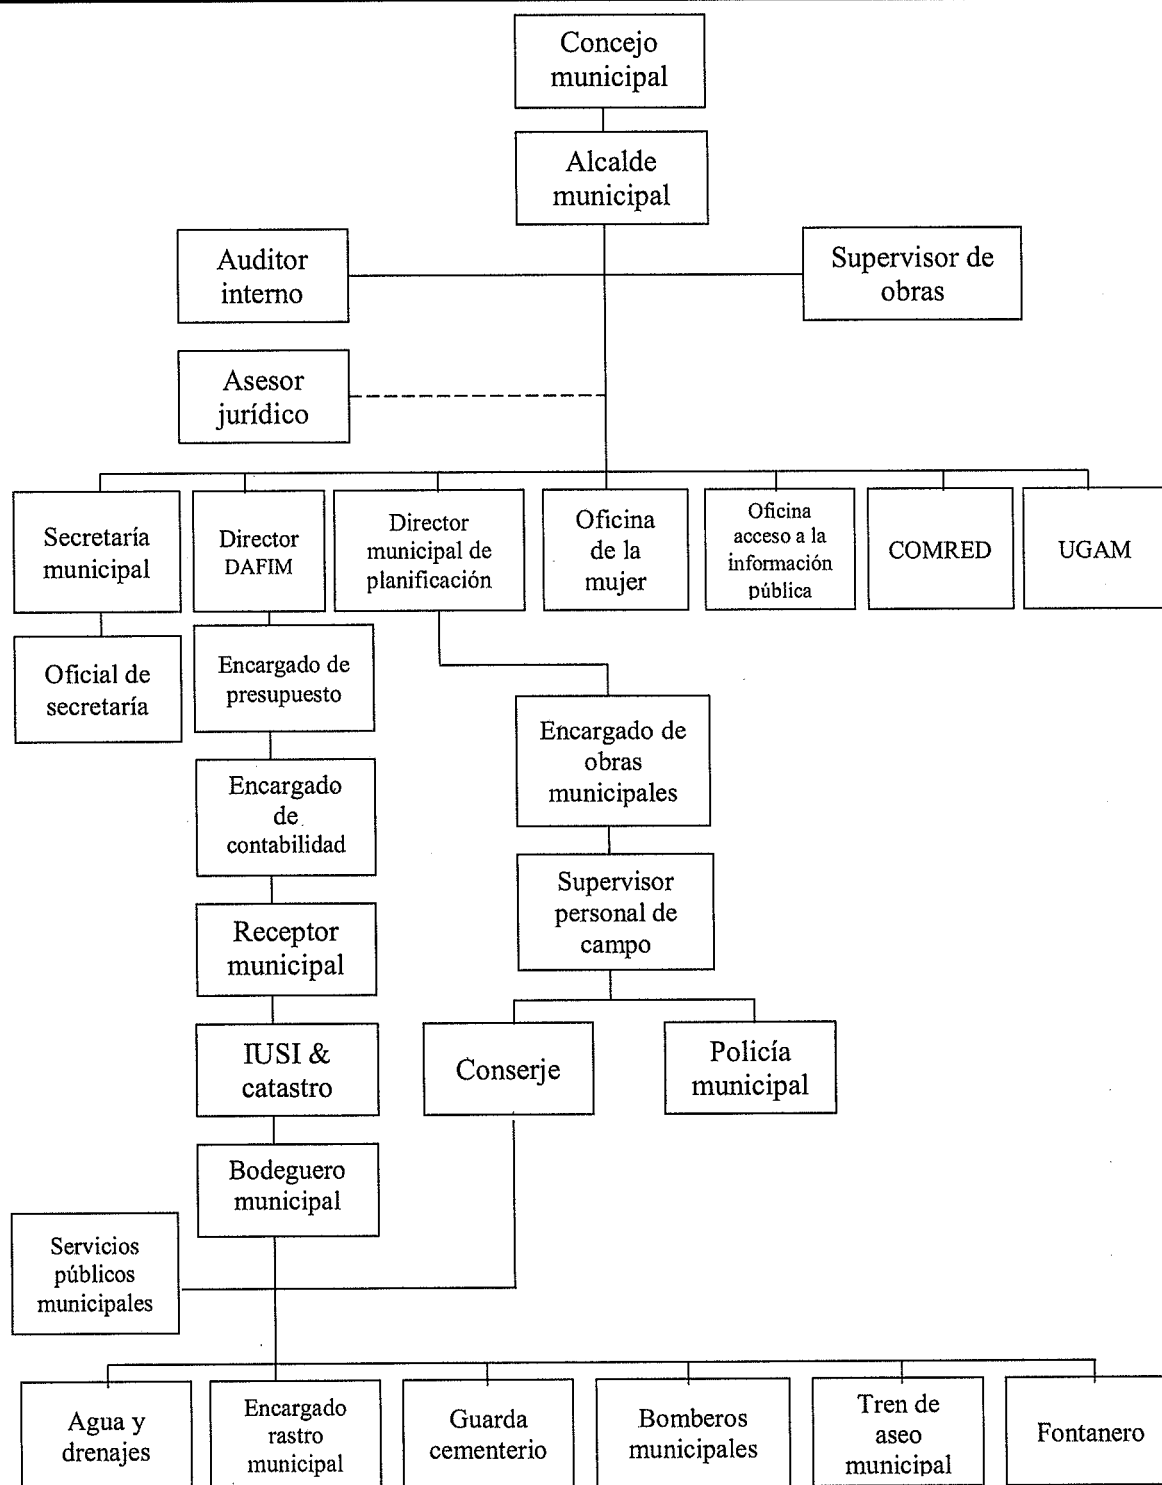 Concejo
municipal
Alcalde
municipal
Auditor
interno
Supervisor de
obras
Asesor
jurídico
Secretaría
municipal
Director
DAFIM
Director
municipal de
planificación
Oficina
de la
mujer
Oficina
acceso a la
información
pública
COMRED
UGAM
Oficial de
secretaría
Encargado de
presupuesto
Encargado de
obras
municipales
Encargado
de
contabilidad
Supervisor
personal de
campo
Receptor
municipal
IUSI &
catastro
Conserje
Policía
municipal
Bodeguero
municipal
Servicios
públicos
municipales
Agua y
drenajes
Encargado
rastro
municipal
Guarda
cementerio
Bomberos
municipales
Tren de
aseo
municipal
Fontanero